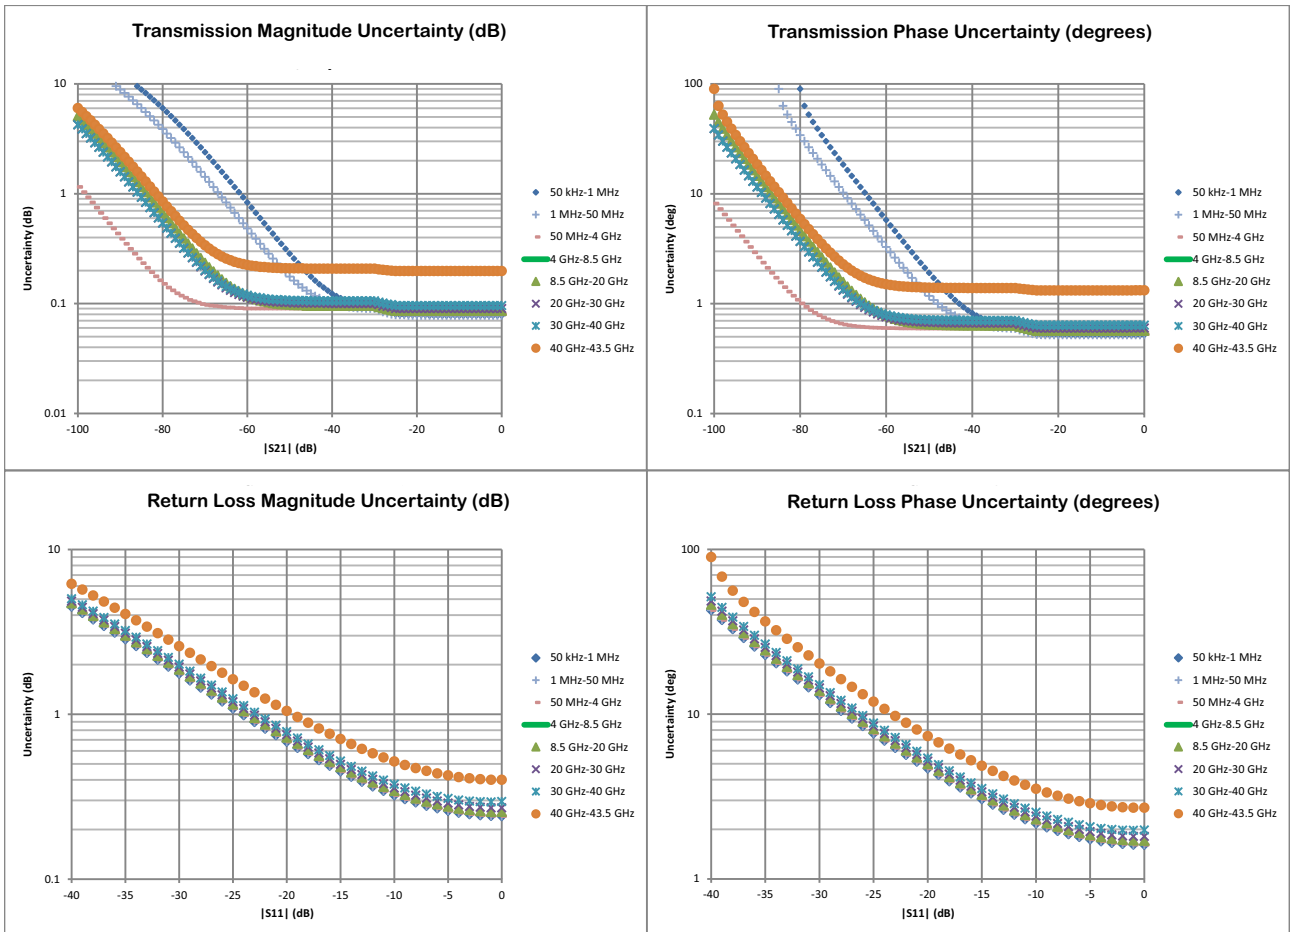 Transmission Magnitude Uncertainty (dB)
Uncertainty (dB)
10
1
0.1
0.01
-100
-80
-60
-40
-20
0
|S21| (dB)
50 kHz-1 MHz
1 MHz-50 MHz
50 MHz-4 GHz
4 GHz-8.5 GHz
8.5 GHz-20 GHz
20 GHz-30 GHz
30 GHz-40 GHz
40 GHz-43.5 GHz
Transmission Phase Uncertainty (degrees)
Uncertainty (deg)
100
10
1
0.1
-100
-80
-60
-40
-20
0
|S21| (dB)
50 kHz-1 MHz
1 MHz-50 MHz
50 MHz-4 GHz
4 GHz-8.5 GHz
8.5 GHz-20 GHz
20 GHz-30 GHz
30 GHz-40 GHz
40 GHz-43.5 GHz
Return Loss Magnitude Uncertainty (dB)
Uncertainty (dB)
10
1
0.1
-40
-35
-30
-25
-20
-15
-10
-5
0
|S11| (dB)
50 kHz-1 MHz
1 MHz-50 MHz
50 MHz-4 GHz
4 GHz-8.5 GHz
8.5 GHz-20 GHz
20 GHz-30 GHz
30 GHz-40 GHz
40 GHz-43.5 GHz
Return Loss Phase Uncertainty (degrees)
Uncertainty (deg)
100
10
1
-40
-35
-30
-25
-20
-15
-10
-5
0
|S11| (dB)
50 kHz-1 MHz
1 MHz-50 MHz
50 MHz-4 GHz
4 GHz-8.5 GHz
8.5 GHz-20 GHz
20 GHz-30 GHz
30 GHz-40 GHz
40 GHz-43.5 GHz